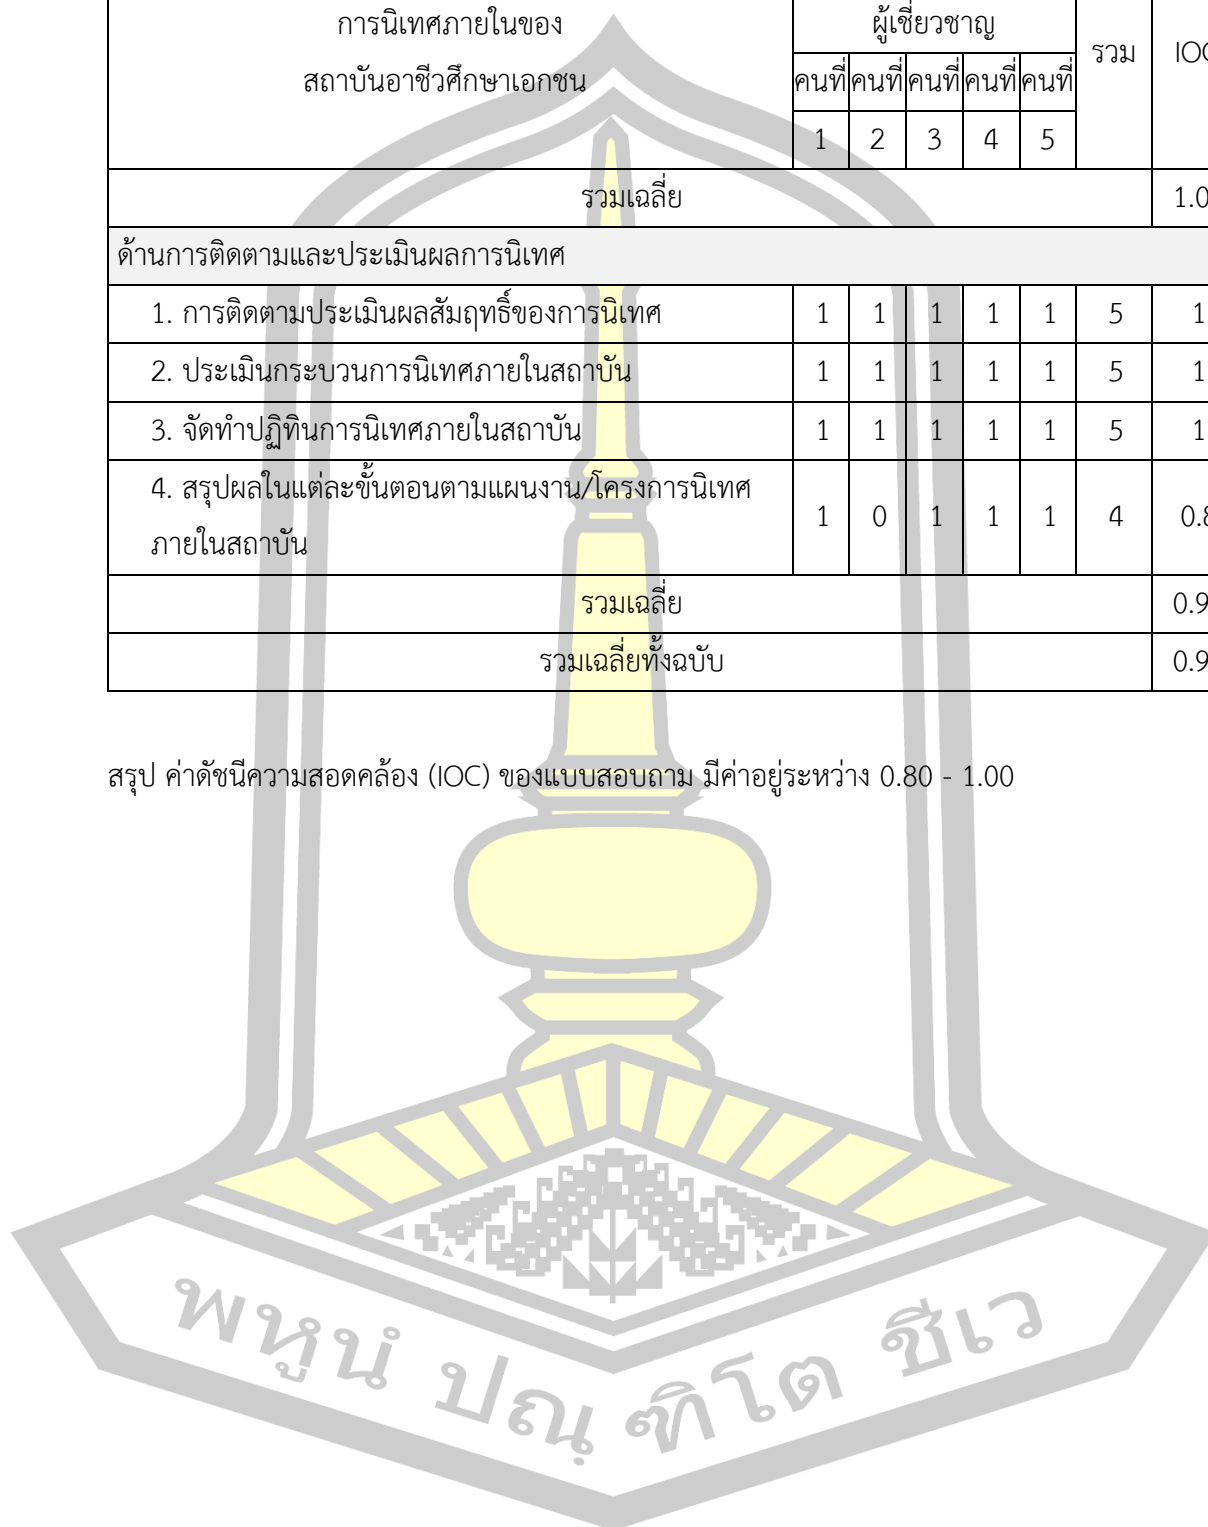 การนิเทศภายในของ
สถาบันอาชีวศึกษาเอกชน
ผู้เชี่ยวชาญ
รวม
คนที่ คนที่ คนที่ คนที่ คนที่
1 2 3 4 5
รวมเฉลี่ย 1.0
ด้านการติดตามและประเมินผลการนิเทศ
1. การติดตามประเมินผลสัมฤทธิ์ของการนิเทศ 1 1 1 1 1 5 1
2. ประเมินกระบวนการนิเทศภายในสถาบัน 1 1 1 1 1 5 1
3. จัดทำปฏิทินการนิเทศภายในสถาบัน 1 1 1 1 1 5 1
4. สรุปผลในแต่ละขั้นตอนตามแผนงาน/โครงการนิเทศ
ภายในสถาบัน 1 0 1 1 1 4 0.8
รวมเฉลี่ย 0.9
รวมเฉลี่ยทั้งฉบับ 0.9
สรุป ค่าดัชนีความสอดคล้อง (IOC) ของแบบสอบถาม มีค่าอยู่ระหว่าง 0.80 - 1.00
พหูนํ ปณฺฑิโต ชีเว